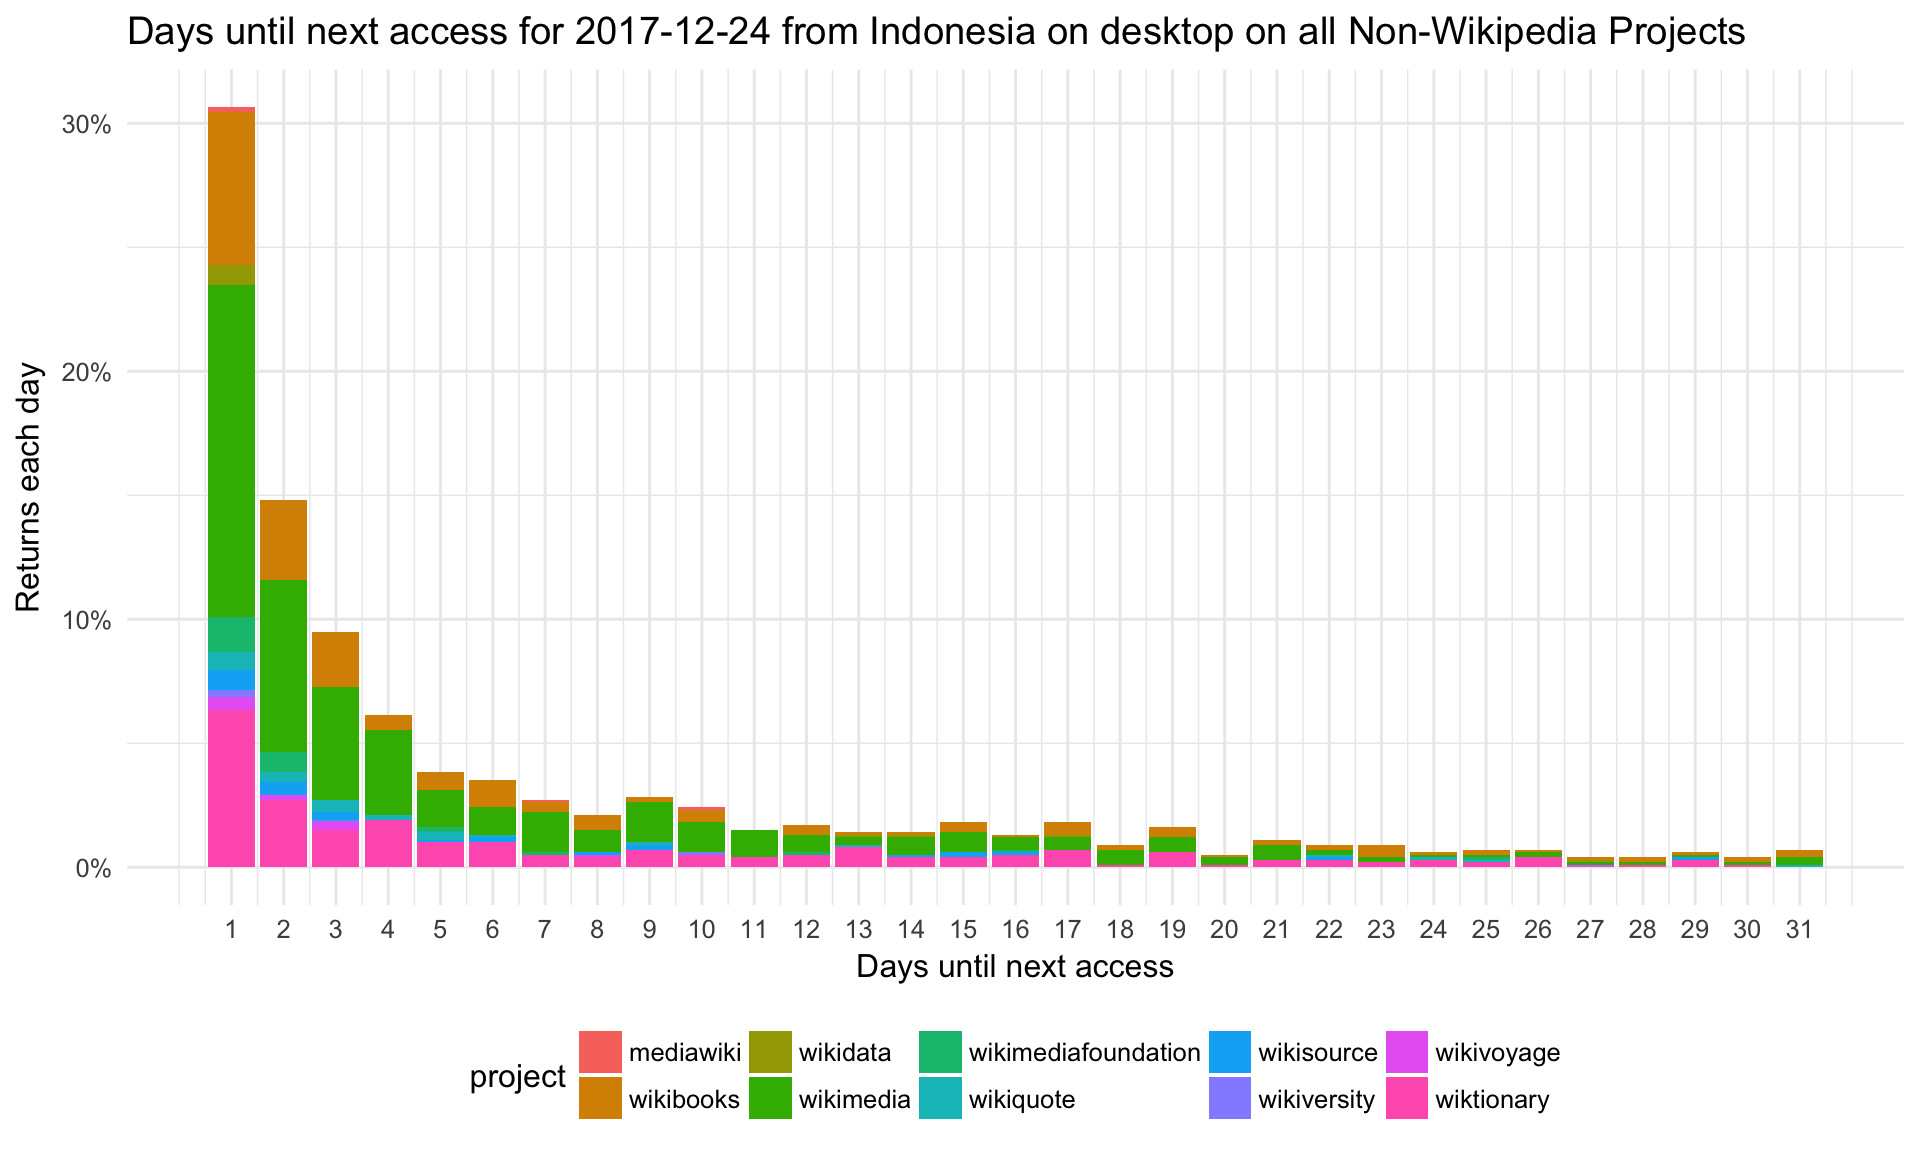 Days until next access for 2017-12-24 from Indonesia on desktop on all Non-Wikipedia Projects
Returns each day
30%
20%
10%
0%
1 2 3 4 5 6 7 8 9 10 11 12 13 14 15 16 17 18 19 20 21 22 23 24 25 26 27 28 29 30 31
Days until next access
project
mediawiki wikidata wikimediafoundation wikisource wikivoyage
wikibooks wikimedia wikiquote wikiversity wiktionary